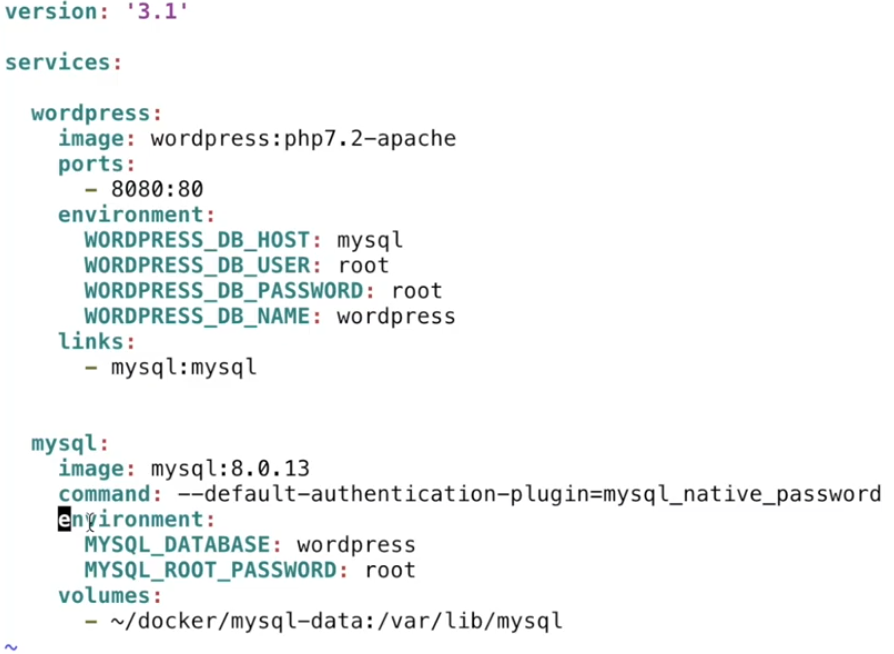 version: '3.1'
services:
  wordpress:
    image: wordpress:php7.2-apache
    ports:
      - 8080:80
    environment:
      WORDPRESS_DB_HOST: mysql
      WORDPRESS_DB_USER: root
      WORDPRESS_DB_PASSWORD: root
      WORDPRESS_DB_NAME: wordpress
    links:
      - mysql:mysql
  mysql:
    image: mysql:8.0.13
    command: --default-authentication-plugin=mysql_native_password
    environment:
      MYSQL_DATABASE: wordpress
      MYSQL_ROOT_PASSWORD: root
    volumes:
      - ~/docker/mysql-data:/var/lib/mysql
~